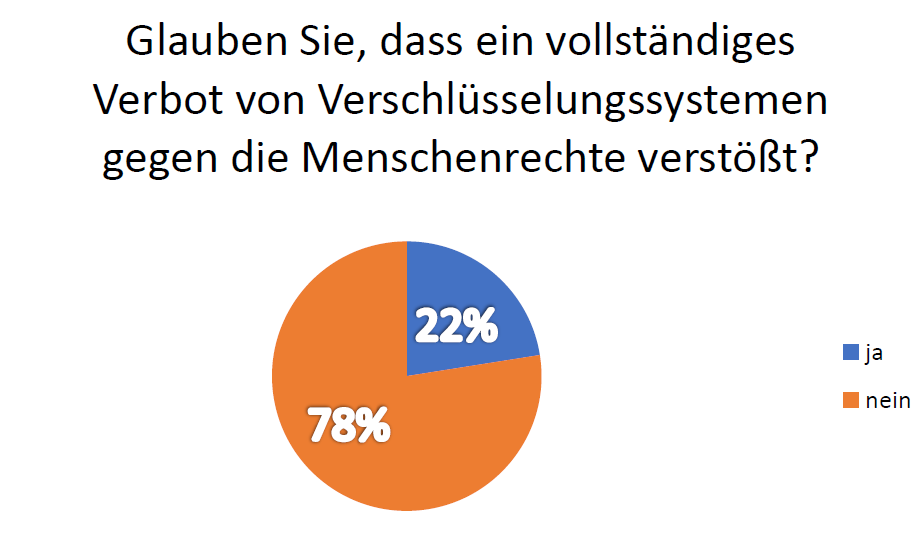 Glauben Sie, dass ein vollständiges
Verbot von Verschlüsselungssystemen
gegen die Menschenrechte verstößt?
22%
78%
ja
nein